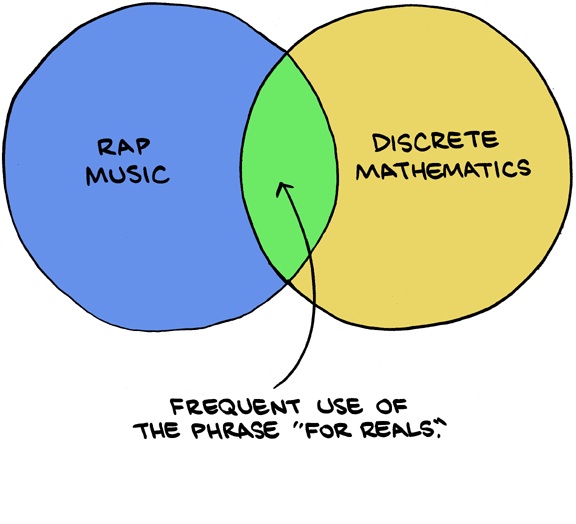 RAP
MUSIC
DISCRETE
MATHEMATICS
FREQUENT USE OF
THE PHRASE "FOR REALS."